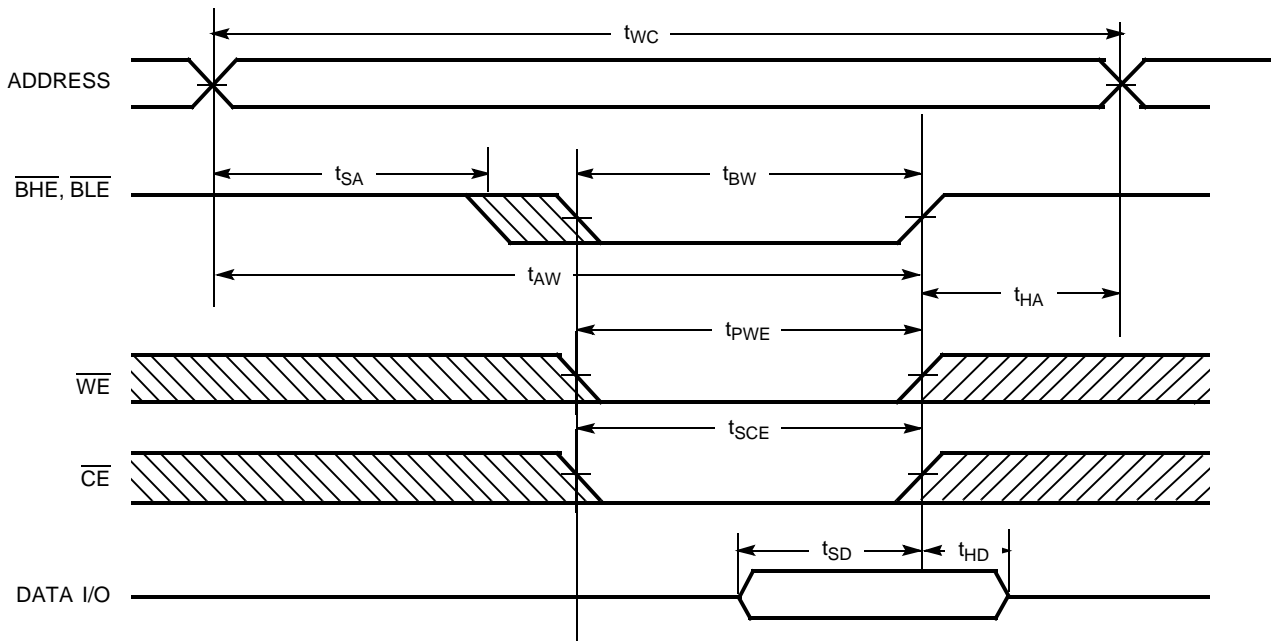 tWC
ADDRESS
tSA
tBW
BHE, BLE
tAW
tHA
tPWE
WE
tSCE
CE
tSD
tHD
DATA I/O